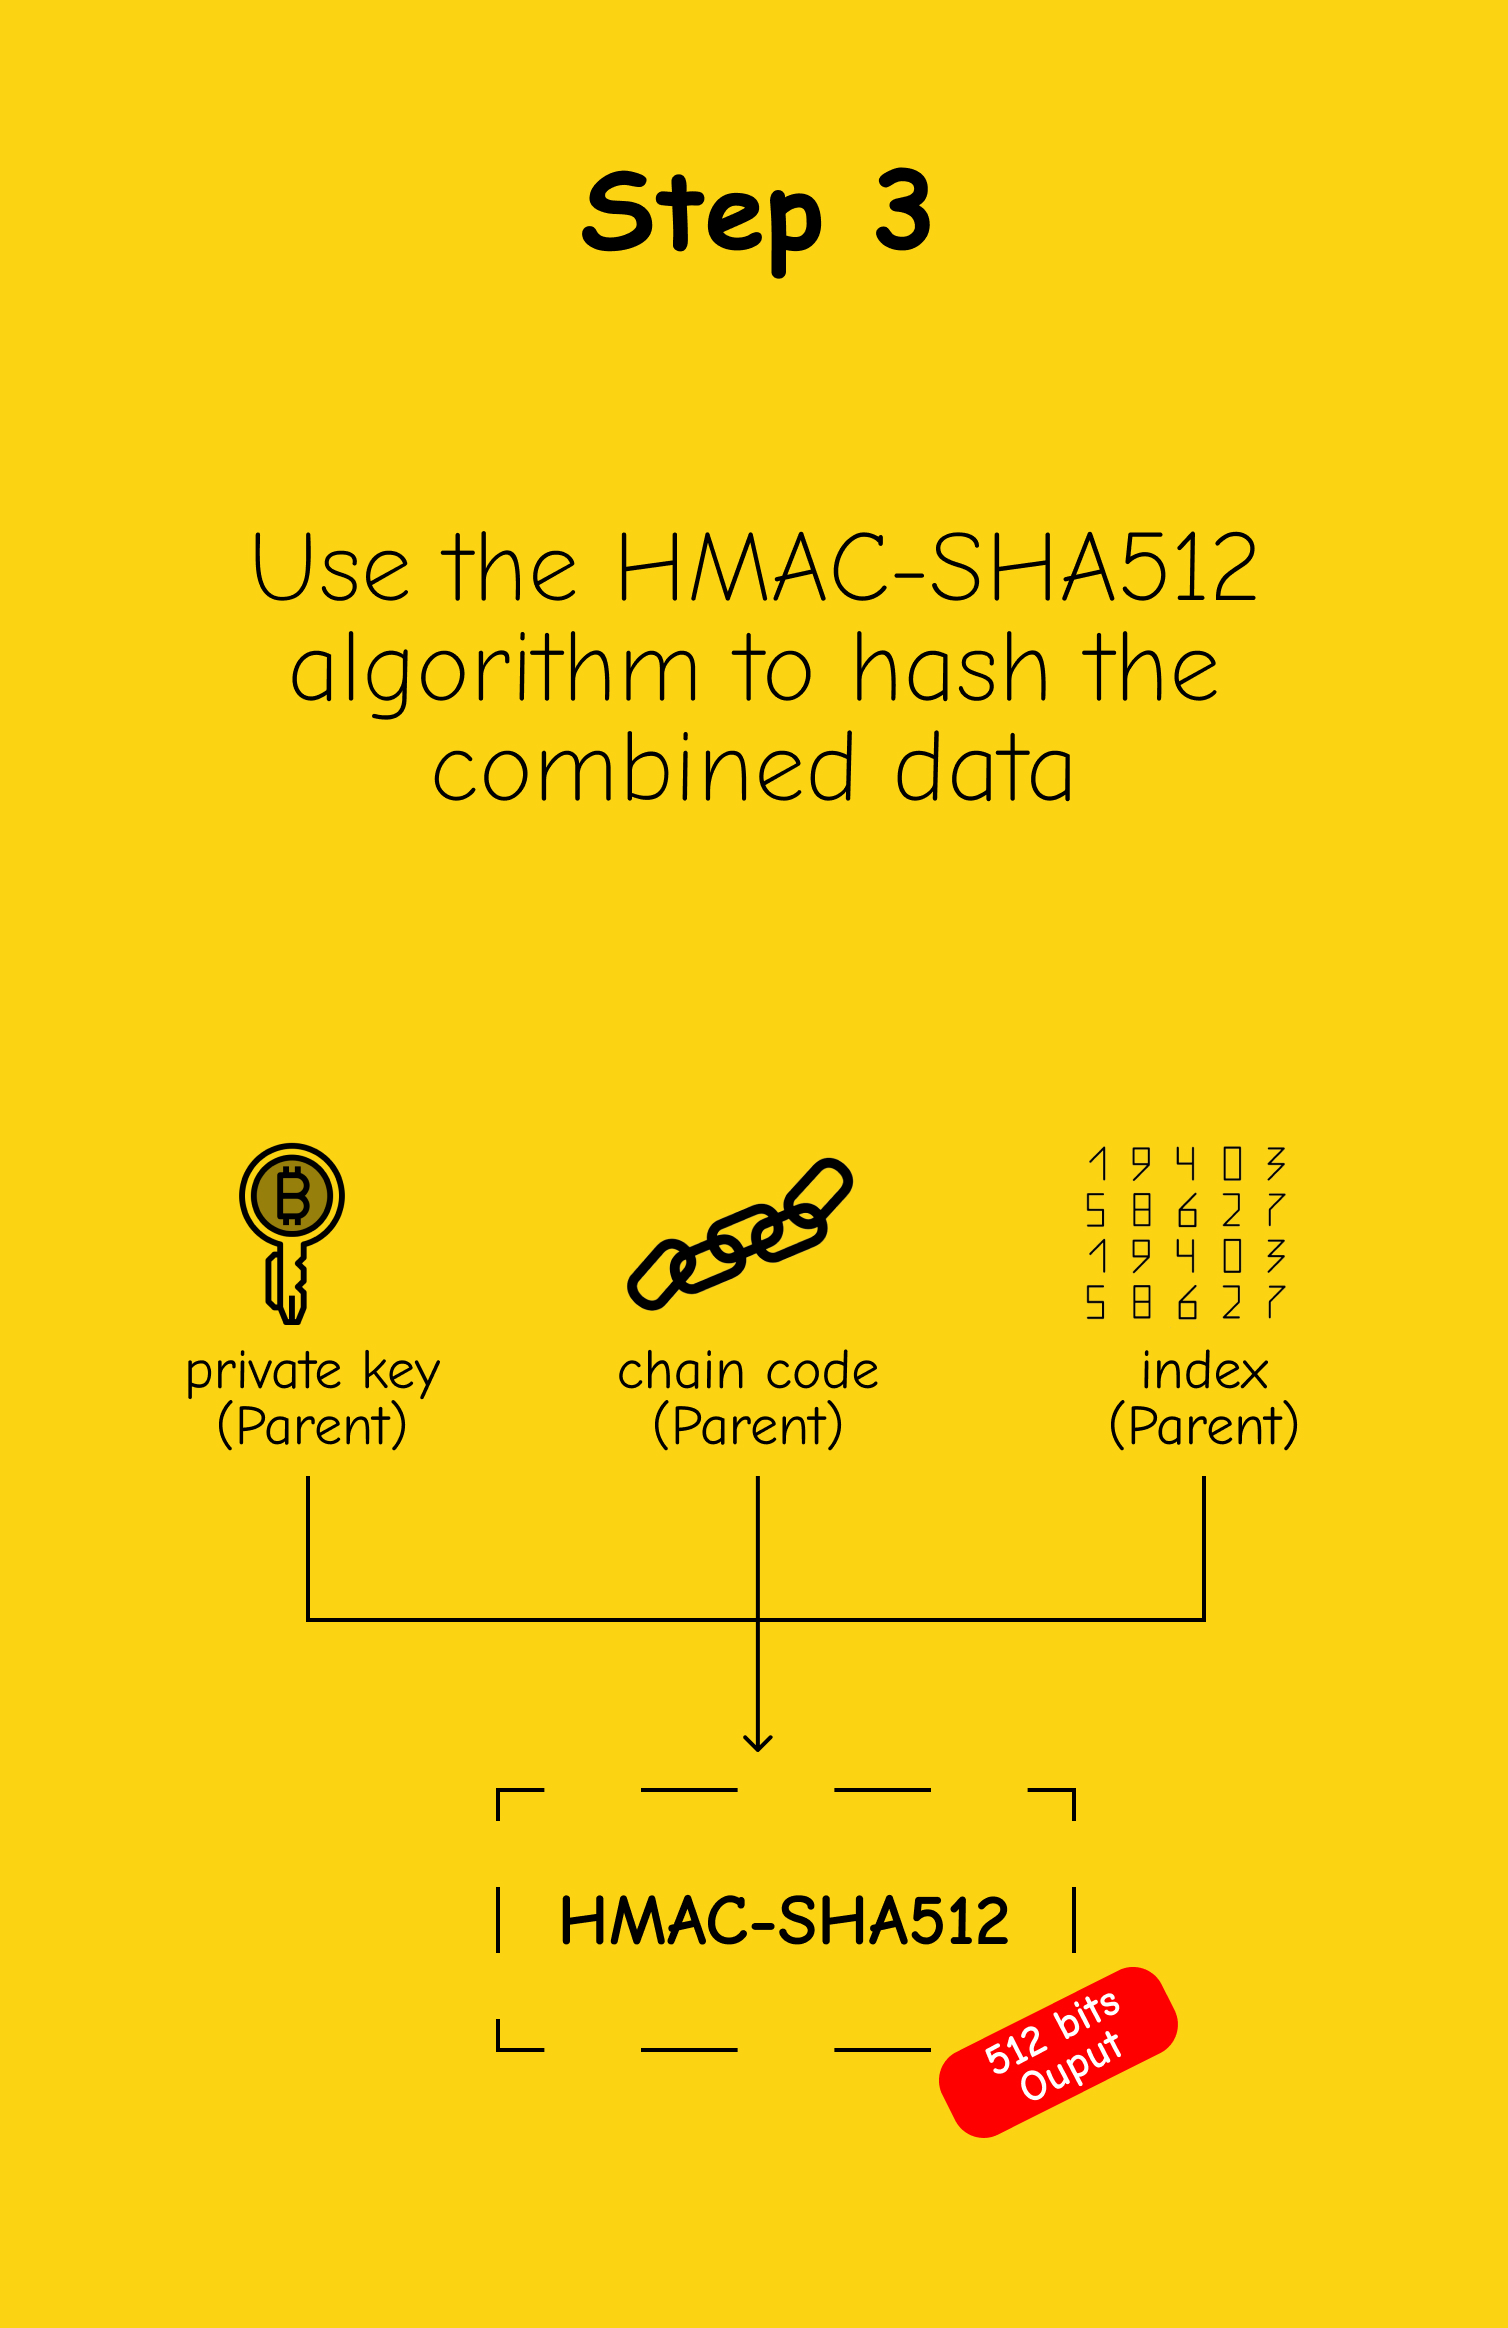 Step 3
Use the HMAC-SHA512
algorithm to hash the
combined data
1 9 4 0 3
5 8 6 2 7
1 9 4 0 3
5 8 6 2 7
private key
(Parent)
chain code
(Parent)
index
(Parent)
HMAC-SHA512
512 bits
Ouput